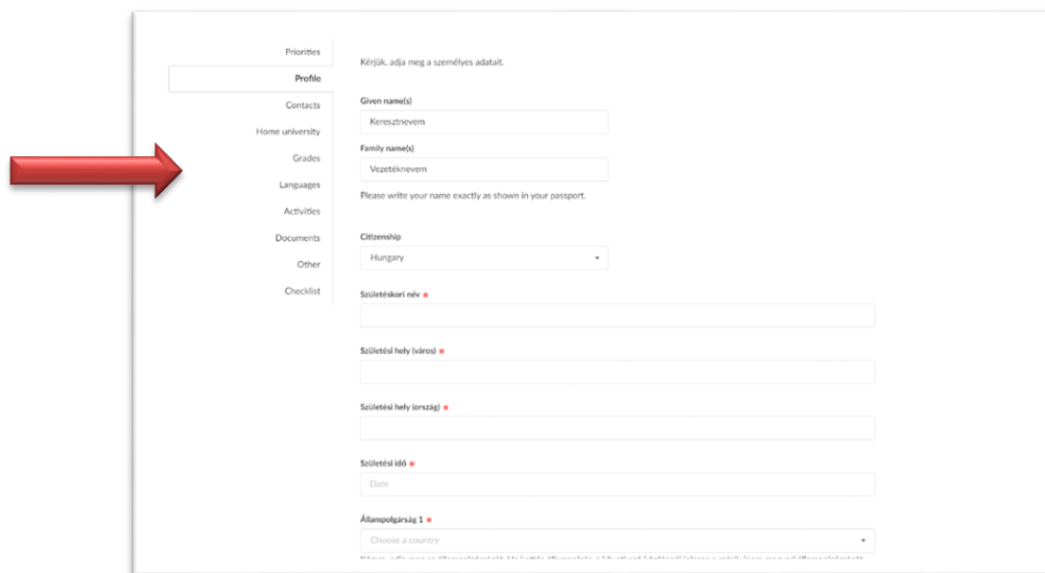 Priorities
Profile
Contacts
Home university
Grades
Languages
Activities
Documents
Other
Checklist
Kérjük, adja meg a személyes adatait.
Given name(s)
Keresztnevem
Family name(s)
Vezetéknevem
Please write your name exactly as shown in your passport.
Citizenship
Hungary
Születéskori név *
Születési hely (város) *
Születési hely (ország) *
Születési idő *
Date
Állampolgárság 1 *
Choose a country